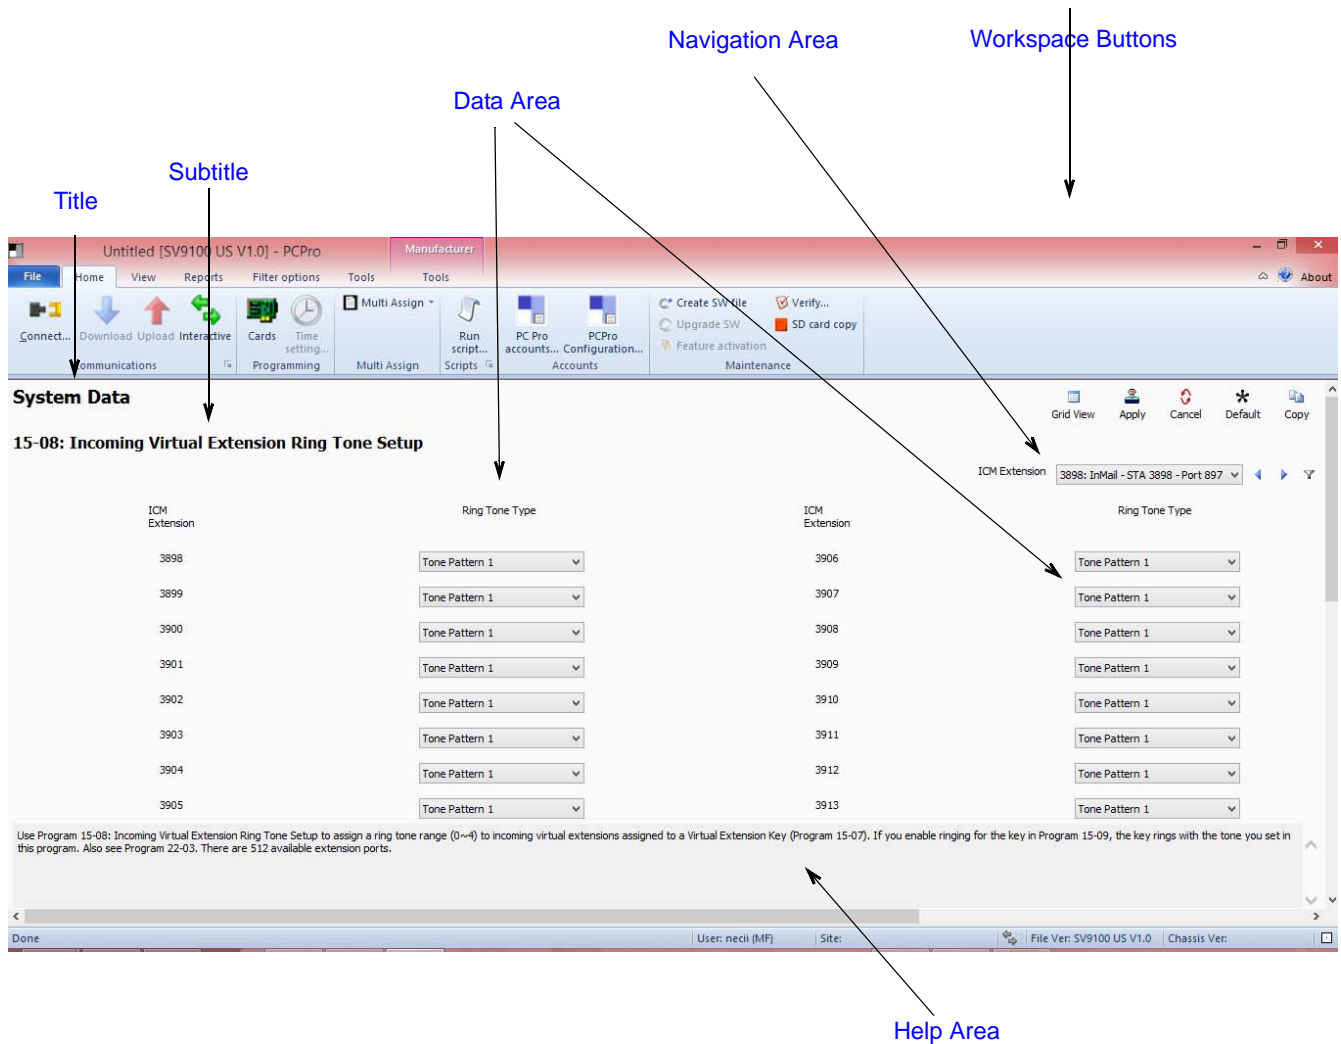 Navigation Area
Workspace Buttons
Data Area
Subtitle
Title
Untitled [SV9100 US V1.0] - PCPro
Manufacturer
File
Home
View
Reports
Filter options
Tools
Tools
About
Connect...
Download
Upload
Interactive
Communications
Cards
Time setting...
Programming
Multi Assign
Multi Assign
Run script...
Scripts
PC Pro accounts...
PCPro Configuration...
Accounts
Create SW file
Upgrade SW
Feature activation
Verify...
SD card copy
Maintenance
System Data
Grid View
Apply
Cancel
Default
Copy
15-08: Incoming Virtual Extension Ring Tone Setup
ICM Extension
3898: InMail - STA 3898 - Port 897
ICM Extension
Ring Tone Type
ICM Extension
Ring Tone Type
3898 Tone Pattern 1 3906 Tone Pattern 1
3899 Tone Pattern 1 3907 Tone Pattern 1
3900 Tone Pattern 1 3908 Tone Pattern 1
3901 Tone Pattern 1 3909 Tone Pattern 1
3902 Tone Pattern 1 3910 Tone Pattern 1
3903 Tone Pattern 1 3911 Tone Pattern 1
3904 Tone Pattern 1 3912 Tone Pattern 1
3905 Tone Pattern 1 3913 Tone Pattern 1
Use Program 15-08: Incoming Virtual Extension Ring Tone Setup to assign a ring tone range (0~4) to incoming virtual extensions assigned to a Virtual Extension Key (Program 15-07). If you enable ringing for the key in Program 15-09, the key rings with the tone you set in
this program. Also see Program 22-03. There are 512 available extension ports.
Done
User: necii (MF)
Site:
File Ver: SV9100 US V1.0
Chassis Ver:
Help Area